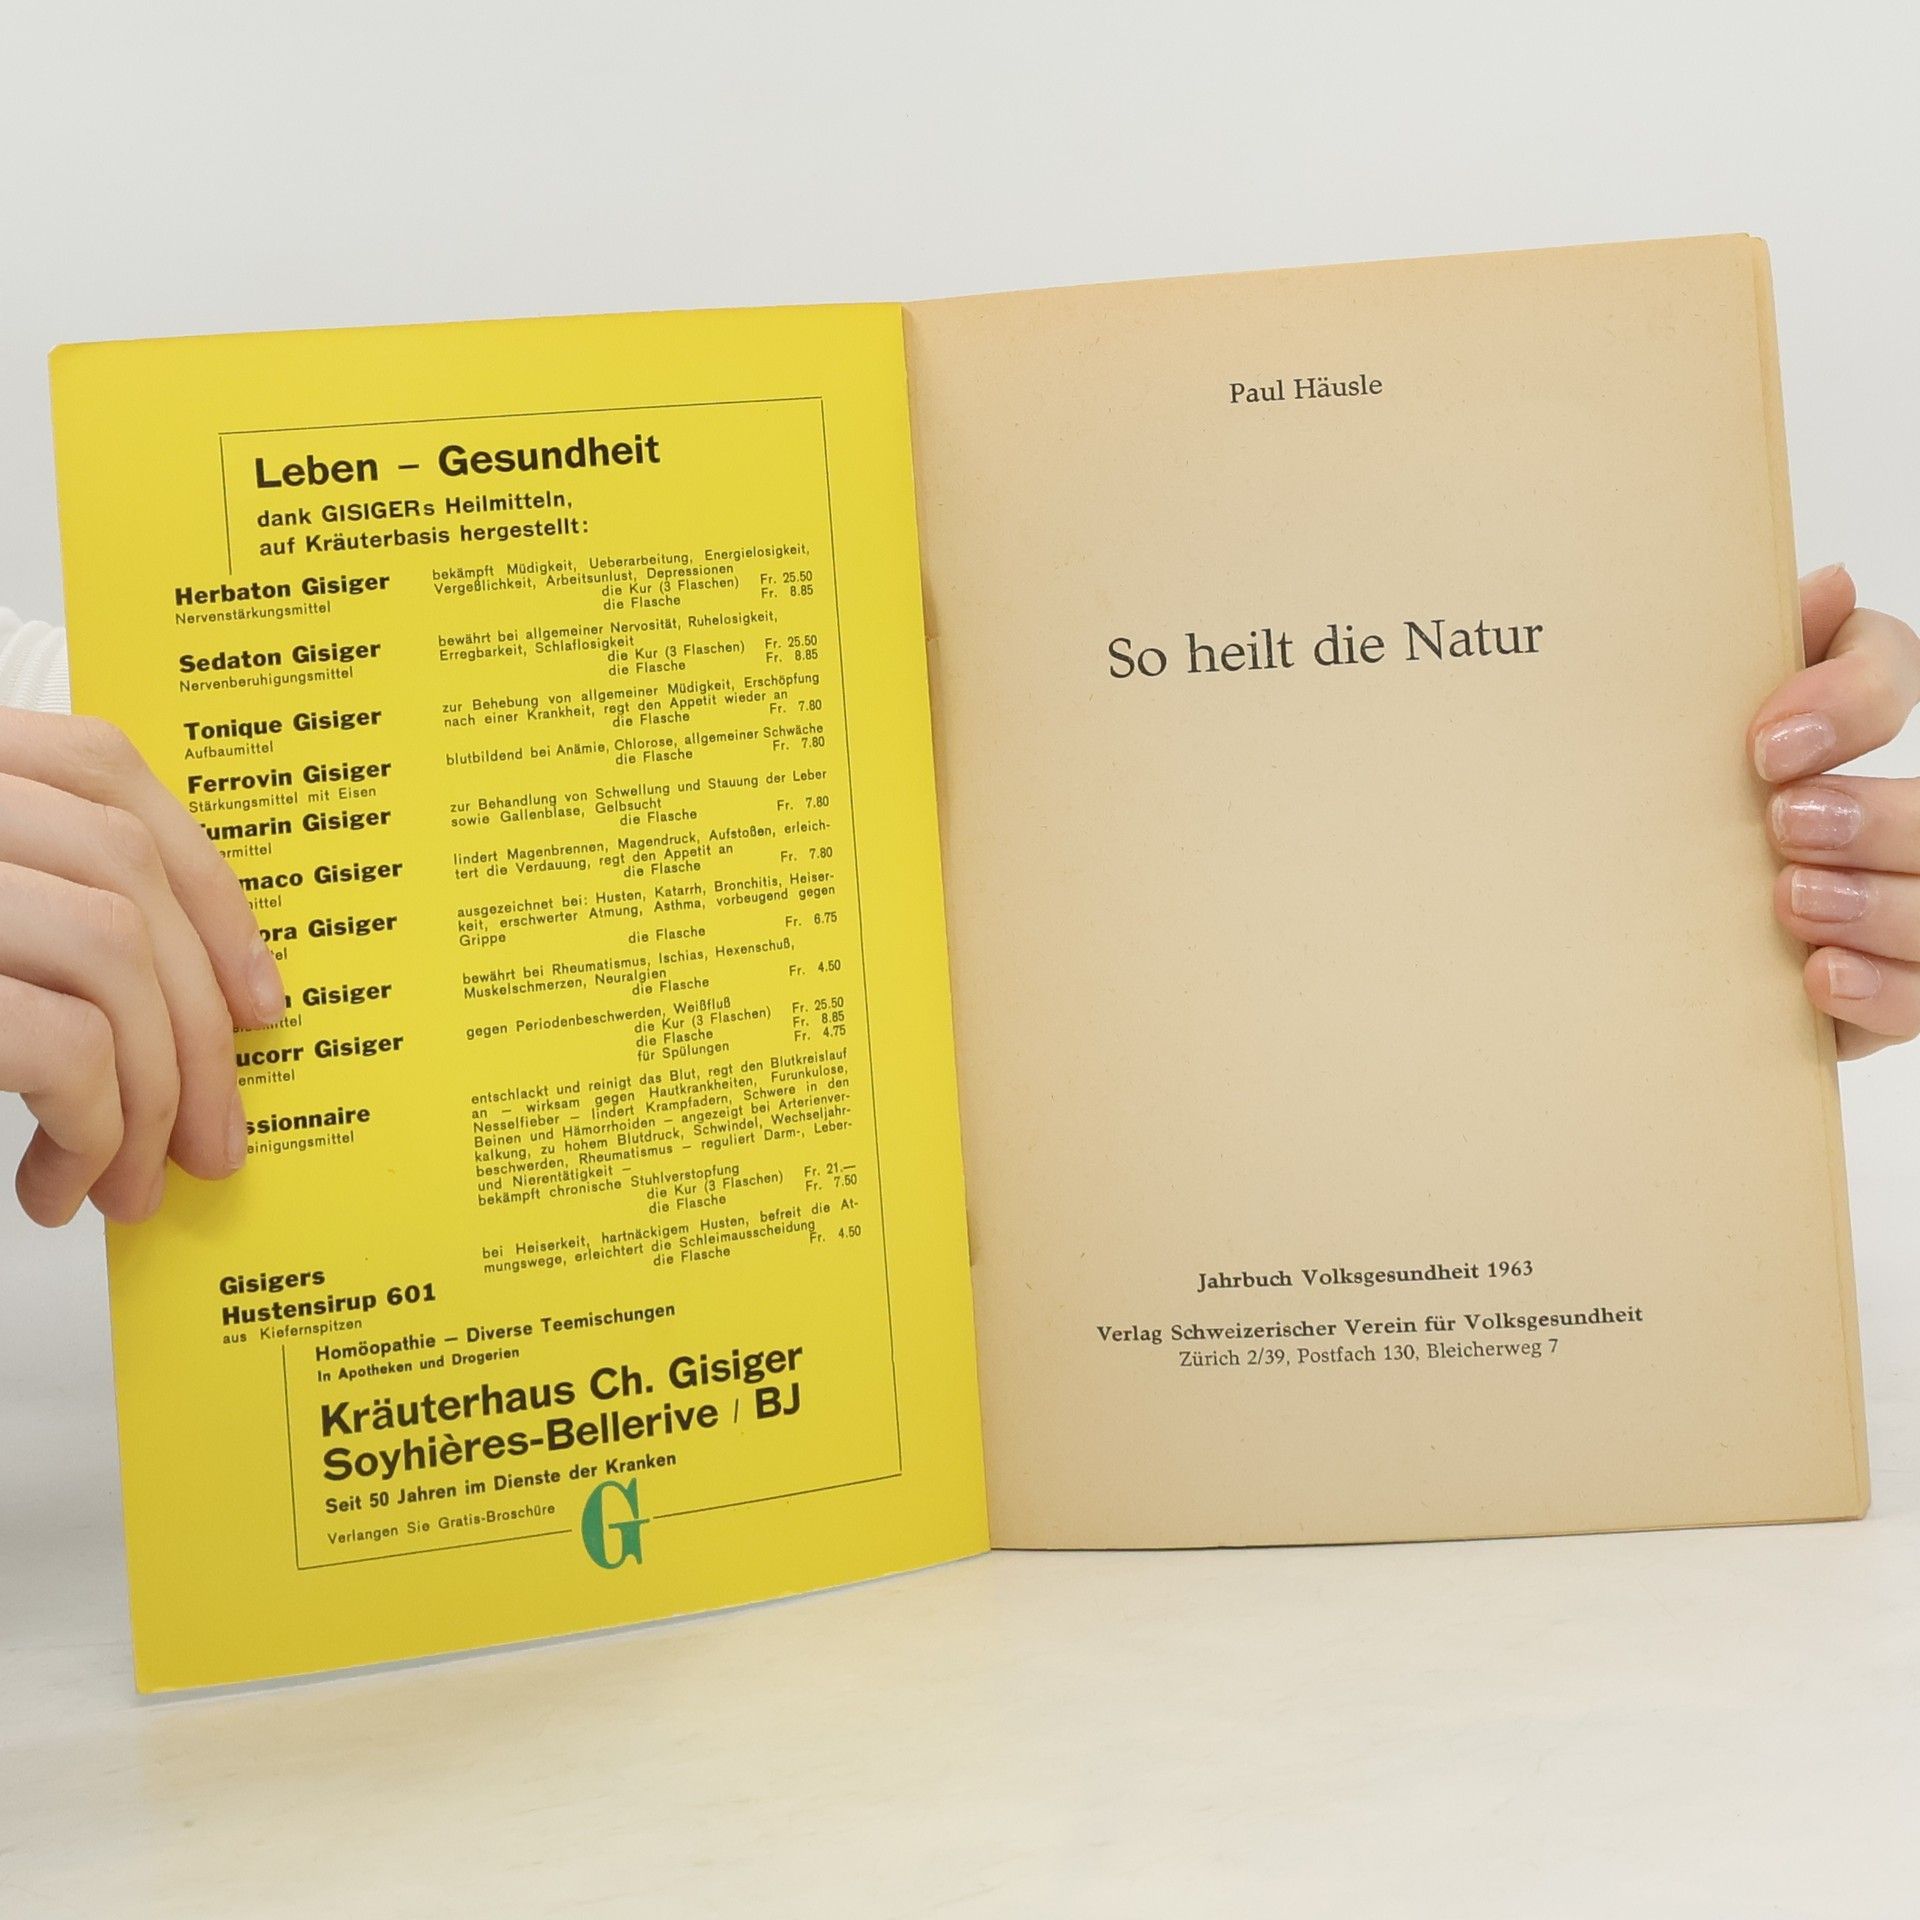 Leben – Gesundheit
dank GISIGERs Heilmitteln,
auf Kräuterbasis hergestellt:
Herbaton Gisiger
Nervenstärkungsmittel
bekämpft Müdigkeit, Ueberarbeitung, Energielosigkeit,
Vergeßlichkeit, Arbeitsunlust, Depressionen
die Kur (3 Flaschen) Fr. 25.50
die Flasche Fr. 8.85
Sedaton Gisiger
Nervenberuhigungsmittel
bewährt bei allgemeiner Nervosität, Ruhelosigkeit,
Erregbarkeit, Schlaflosigkeit
die Kur (3 Flaschen) Fr. 25.50
die Flasche Fr. 8.85
Tonique Gisiger
Aufbaumittel
zur Behebung von allgemeiner Müdigkeit, Erschöpfung
nach einer Krankheit, regt den Appetit wieder an
die Flasche Fr. 7.80
Ferrovin Gisiger
Stärkungsmittel mit Eisen
blutbildend bei Anämie, Chlorose, allgemeiner Schwäche
die Flasche Fr. 7.80
umarin Gisiger
ermittel
zur Behandlung von Schwellung und Stauung der Leber
sowie Gallenblase, Gelbsucht
die Flasche Fr. 7.80
maco Gisiger
ittel
lindert Magenbrennen, Magendruck, Aufstoßen, erleich-
tert die Verdauung, regt den Appetit an
die Flasche Fr. 7.80
ora Gisiger
tel
ausgezeichnet bei: Husten, Katarrh, Bronchitis, Heiser-
keit, erschwerter Atmung, Asthma, vorbeugend gegen
Grippe die Flasche Fr. 6.75
Gisiger
ittel
bewährt bei Rheumatismus, Ischias, Hexenschuß,
Muskelschmerzen, Neuralgien
die Flasche Fr. 4.50
ucorr Gisiger
enmittel
gegen Periodenbeschwerden, Weißfluß
die Kur (3 Flaschen) Fr. 25.50
die Flasche Fr. 8.85
für Spülungen Fr. 4.75
ssionnaire
einigungsmittel
entschlackt und reinigt das Blut, regt den Blutkreislauf
an – wirksam gegen Hautkrankheiten, Furunkulose,
Nesselfieber – lindert Krampfadern, Schwere in den
Beinen und Hämorrhoiden – angezeigt bei Arterienver-
kalkung, zu hohem Blutdruck, Schwindel, Wechseljahr-
beschwerden, Rheumatismus – reguliert Darm-, Leber-
und Nierentätigkeit –
bekämpft chronische Stuhlverstopfung
die Kur (3 Flaschen) Fr. 21.—
die Flasche Fr. 7.50
Gisigers
Hustensirup 601
aus Kiefernspitzen
bei Heiserkeit, hartnäckigem Husten, befreit die At-
mungswege, erleichtert die Schleimausscheidung
die Flasche Fr. 4.50
Homöopathie – Diverse Teemischungen
In Apotheken und Drogerien
Kräuterhaus Ch. Gisiger
Soyhières-Bellerive / BJ
Seit 50 Jahren im Dienste der Kranken
Verlangen Sie Gratis-Broschüre
G
Paul Häusle
So heilt die Natur
Jahrbuch Volksgesundheit 1963
Verlag Schweizerischer Verein für Volksgesundheit
Zürich 2/39, Postfach 130, Bleicherweg 7